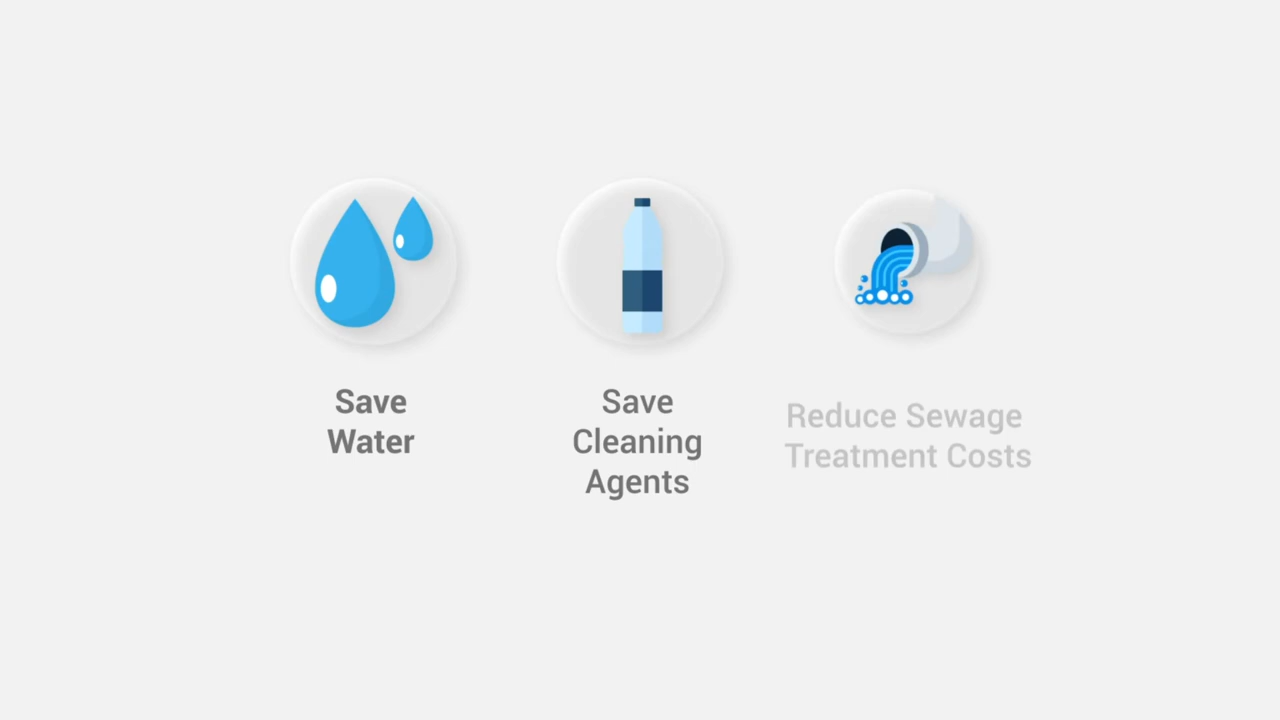 Save
Water
Save
Cleaning
Agents
Reduce Sewage
Treatment Costs